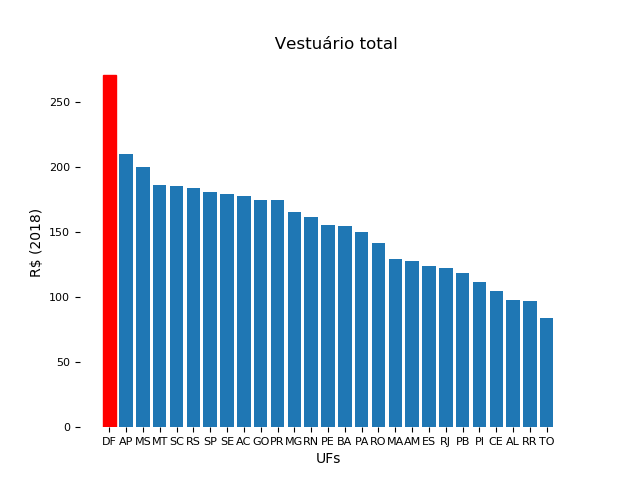 Vestuário total
R$ (2018)
250
200
150
100
50
0
DF AP MS MT SC RS SP SE AC GO PR MG RN PE BA PA RO MA AM ES RJ PB PI CE AL RR TO
UFs